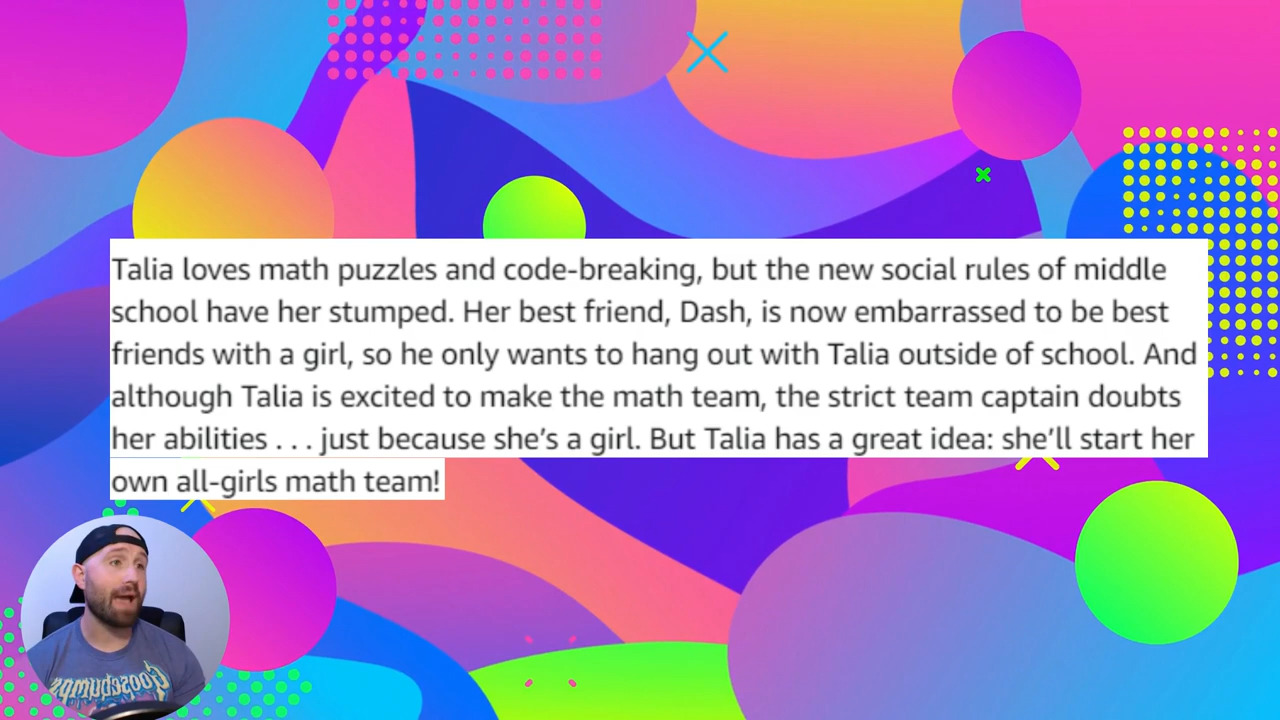 Talia loves math puzzles and code-breaking, but the new social rules of middle
school have her stumped. Her best friend, Dash, is now embarrassed to be best
friends with a girl, so he only wants to hang out with Talia outside of school. And
although Talia is excited to make the math team, the strict team captain doubts
her abilities . . . just because she’s a girl. But Talia has a great idea: she’ll start her
own all-girls math team!
Goosebumps